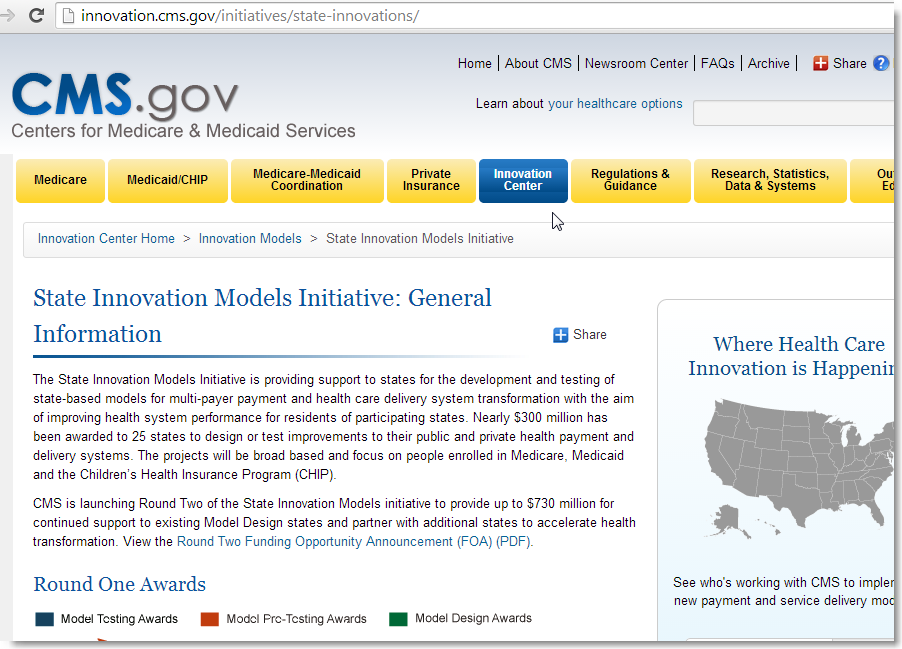 innovation.cms.gov/initiatives/state-innovations/
Home | About CMS | Newsroom Center | FAQs | Archive | Share ?
CMS.gov
Learn about your healthcare options
Centers for Medicare & Medicaid Services
Medicare
Medicaid/CHIP
Medicare-Medicaid
Coordination
Private
Insurance
Innovation
Center
Regulations &
Guidance
Research, Statistics,
Data & Systems
Innovation Center Home > Innovation Models > State Innovation Models Initiative
State Innovation Models Initiative: General
Information
Share
The State Innovation Models Initiative is providing support to states for the development and testing of
state-based models for multi-payer payment and health care delivery system transformation with the aim
of improving health system performance for residents of participating states. Nearly $300 million has
been awarded to 25 states to design or test improvements to their public and private health payment and
delivery systems. The projects will be broad based and focus on people enrolled in Medicare, Medicaid
and the Children's Health Insurance Program (CHIP).
CMS is launching Round Two of the State Innovation Models initiative to provide up to $730 million for
continued support to existing Model Design states and partner with additional states to accelerate health
transformation. View the Round Two Funding Opportunity Announcement (FOA) (PDF).
Round One Awards
Model Testing Awards
Model Pre-Testing Awards
Model Design Awards
Where Health Care
Innovation is
See who's working with CMS to
new payment and service delivery